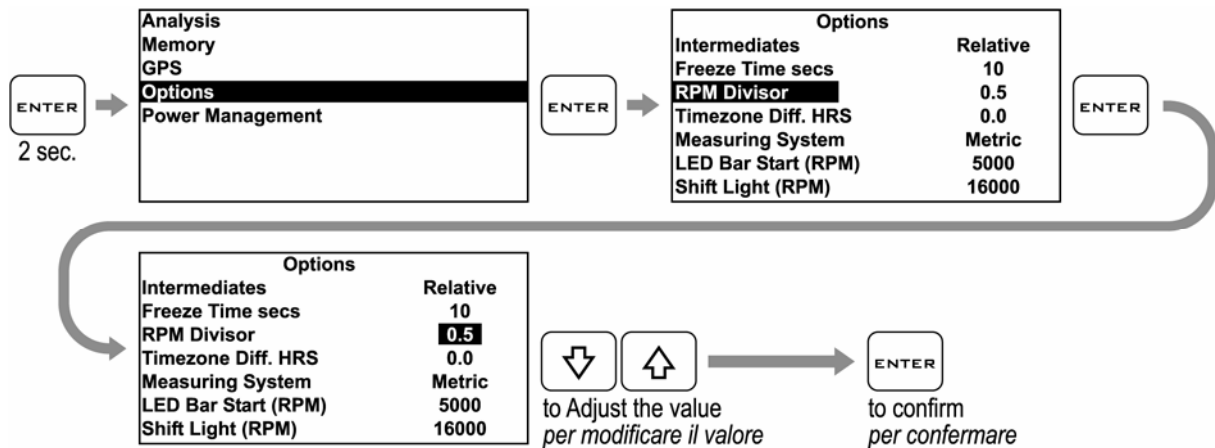 ENTER
2 sec.
Analysis
Memory
GPS
Options
Power Management
ENTER
Options
Intermediates Relative
Freeze Time secs 10
RPM Divisor 0.5
Timezone Diff. HRS 0.0
Measuring System Metric
LED Bar Start (RPM) 5000
Shift Light (RPM) 16000
ENTER
Options
Intermediates Relative
Freeze Time secs 10
RPM Divisor 0.5
Timezone Diff. HRS 0.0
Measuring System Metric
LED Bar Start (RPM) 5000
Shift Light (RPM) 16000
to Adjust the value
per modificare il valore
ENTER
to confirm
per confermare